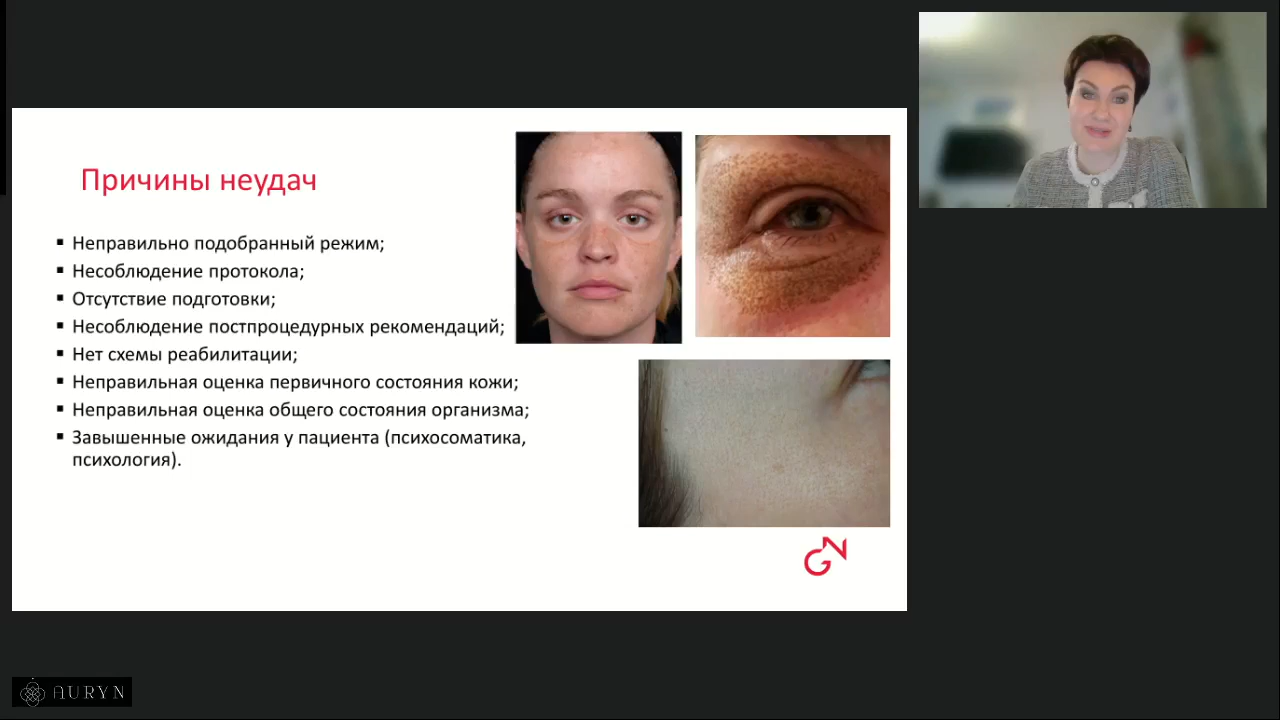 Причины неудач
▪ Неправильно подобранный режим;
▪ Несоблюдение протокола;
▪ Отсутствие подготовки;
▪ Несоблюдение постпроцедурных рекомендаций;
▪ Нет схемы реабилитации;
▪ Неправильная оценка первичного состояния кожи;
▪ Неправильная оценка общего состояния организма;
▪ Завышенные ожидания у пациента (психосоматика,
психология).
GN
AURYN